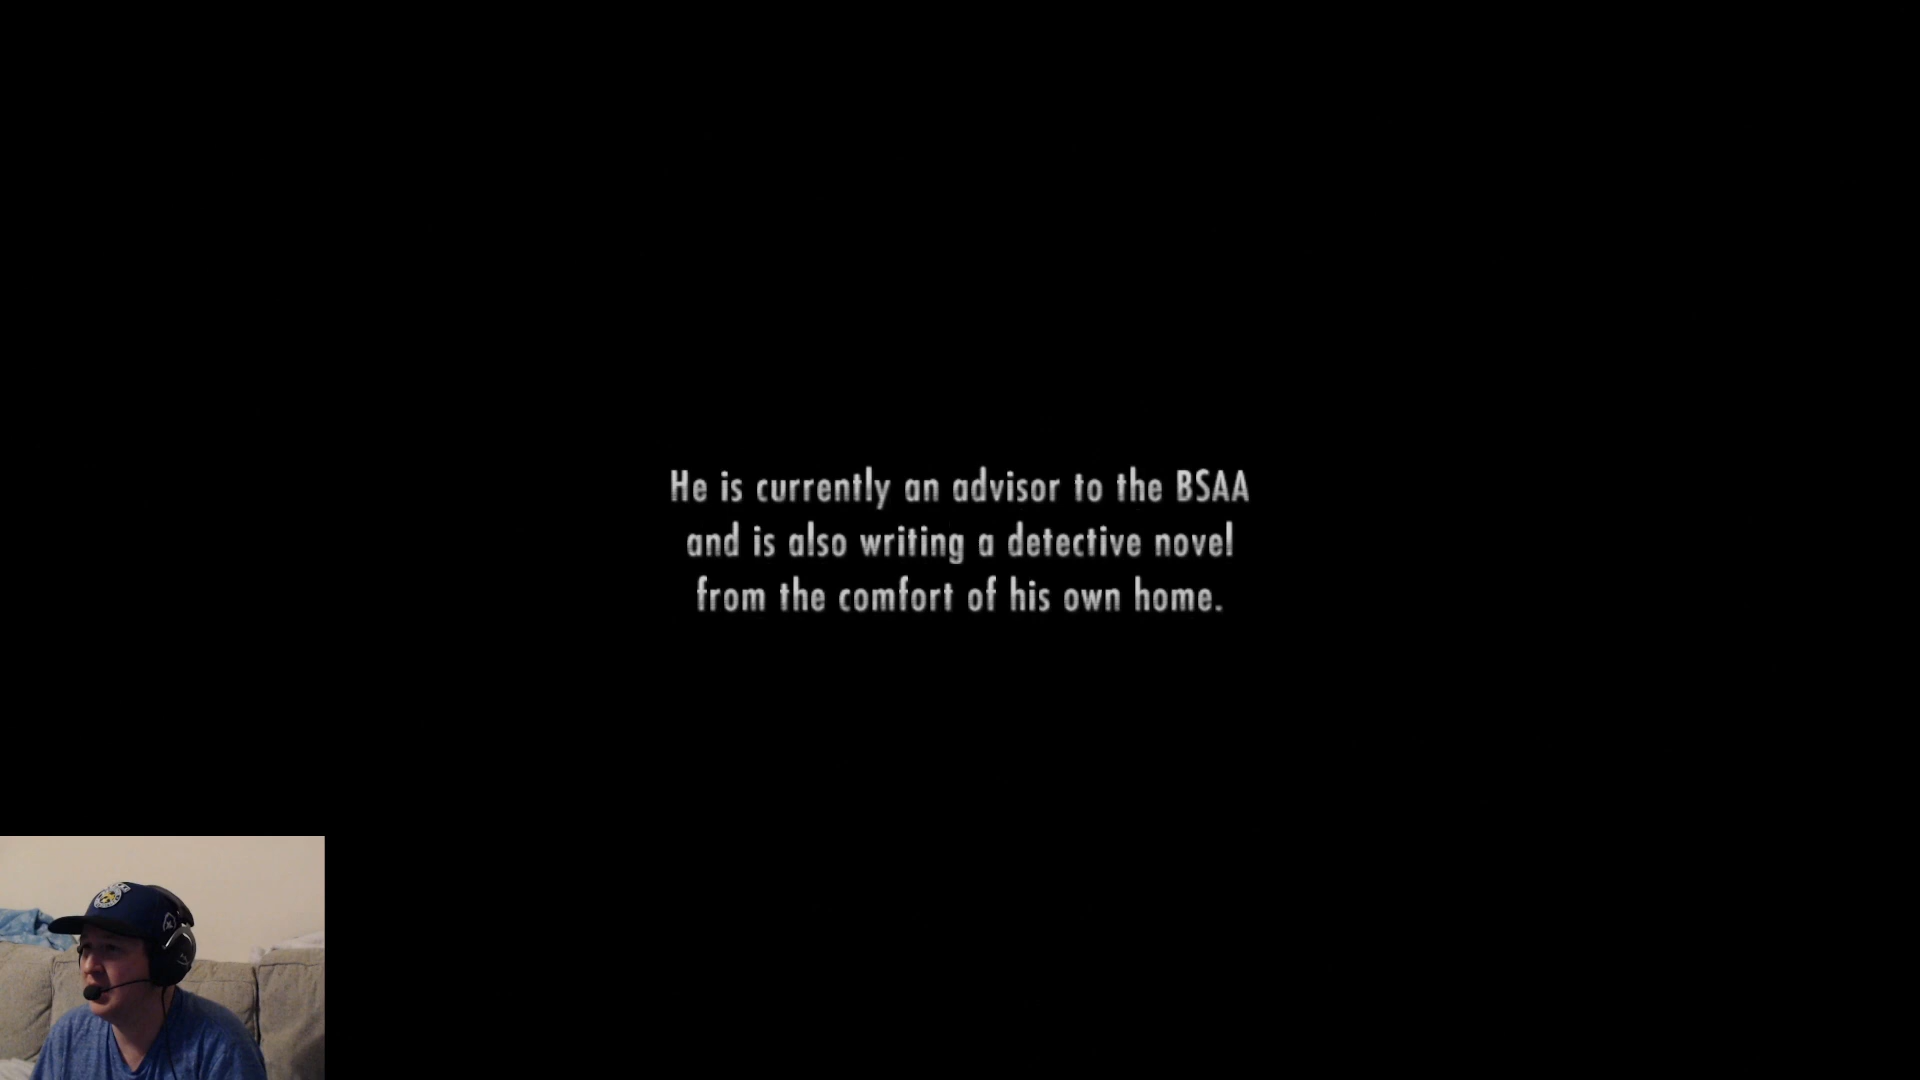 He is currently an advisor to the BSAA
and is also writing a detective novel
from the comfort of his own home.